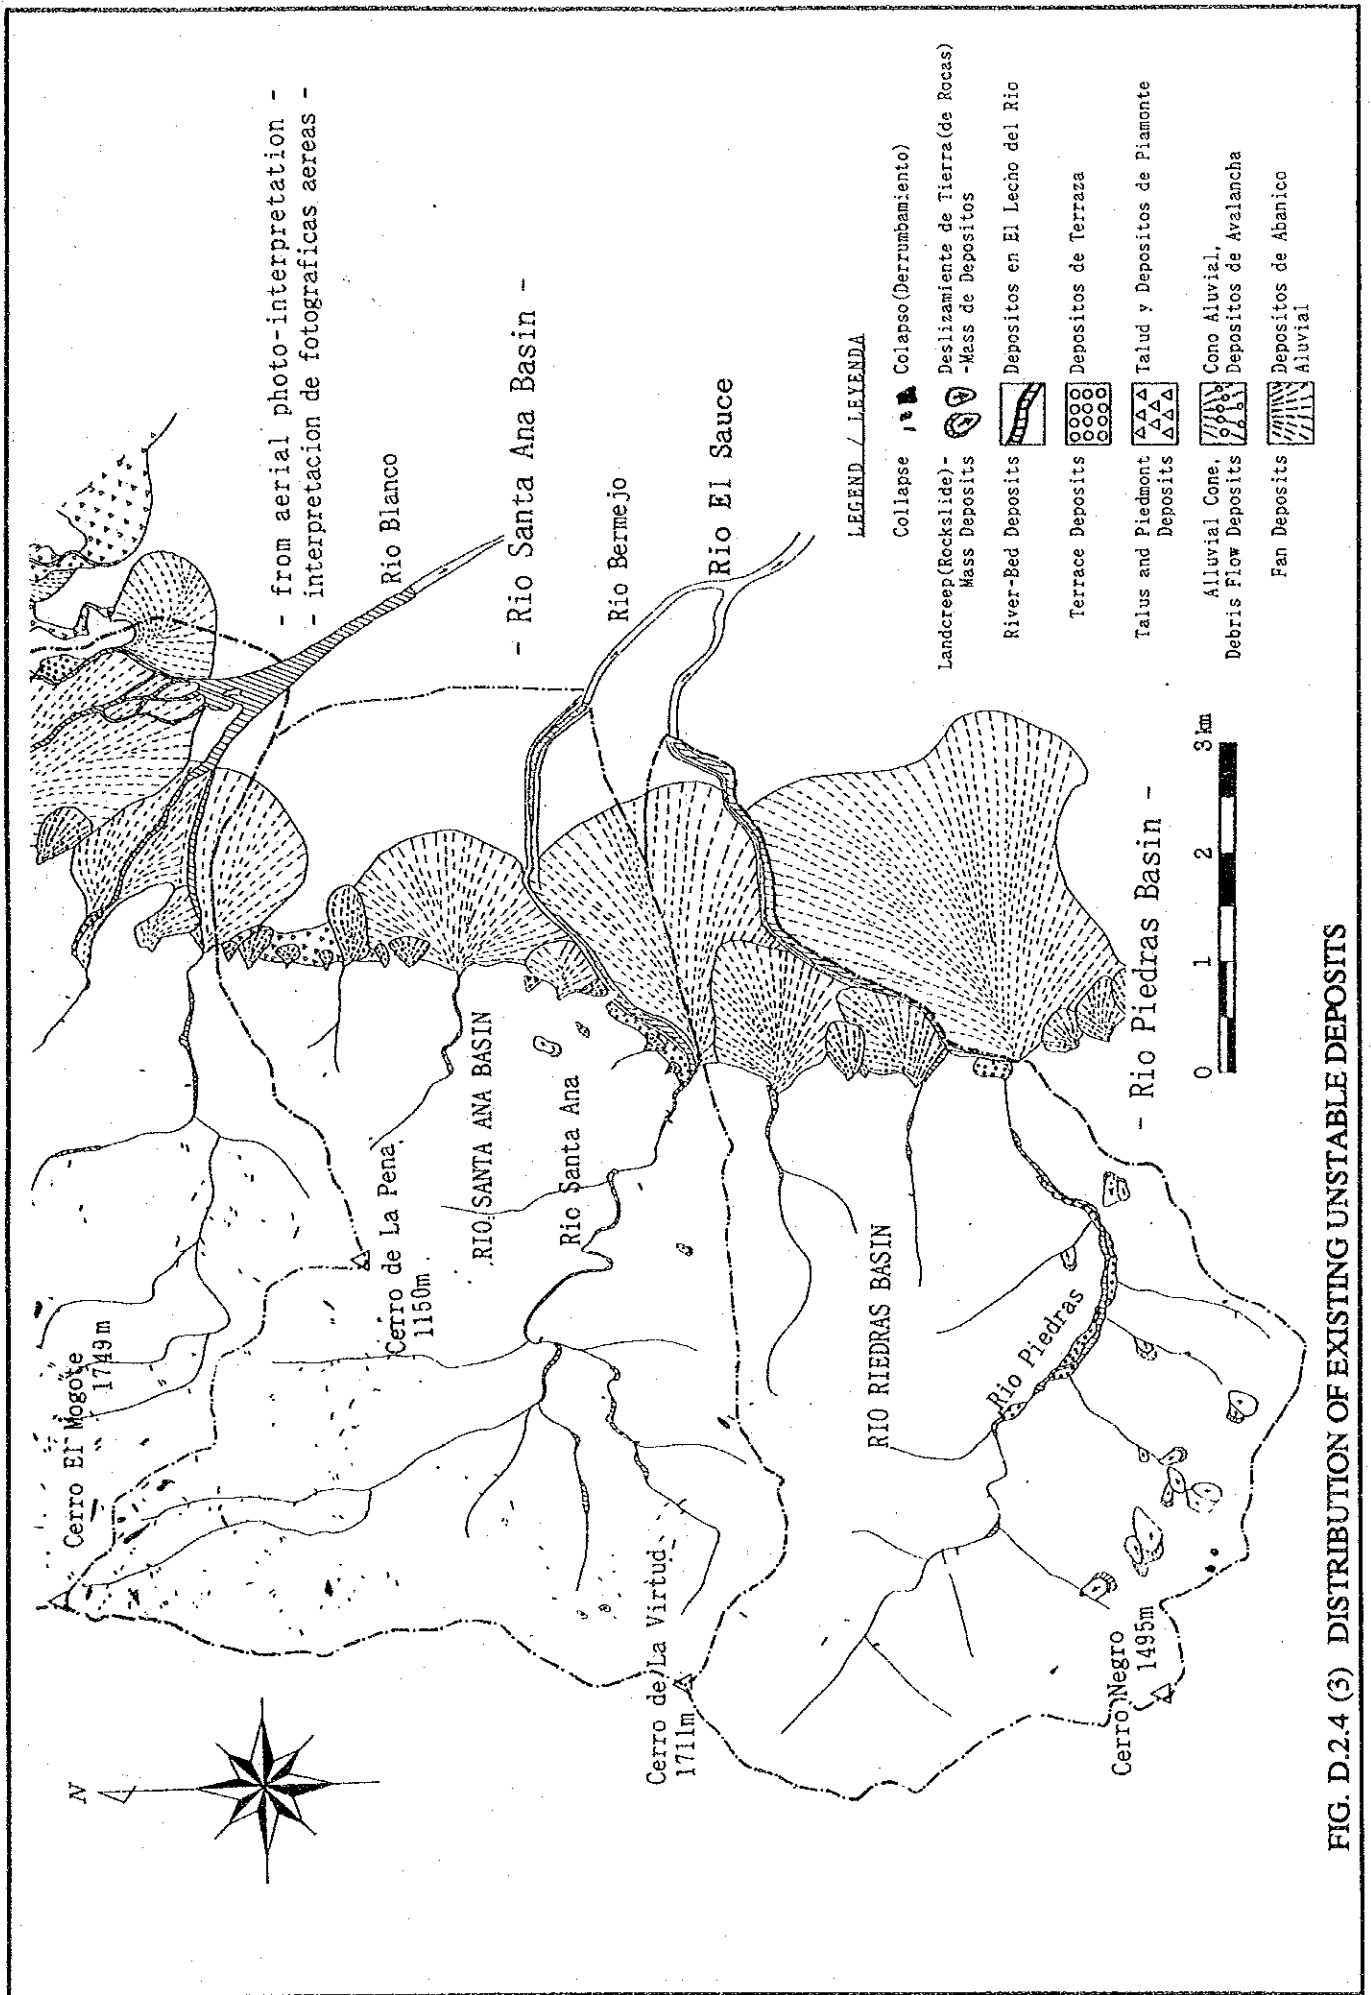 N
- from aerial photo-interpretation -
- interpretacion de fotograficas aereas -
Cerro El Mogote
1749m
Rio Blanco
- Rio Santa Ana Basin -
Cerro de La Pena
1150m
RIO SANTA ANA BASIN
Rio Santa Ana
Rio Bermejo
Rio El Sauce
Cerro de La Virtud
1711m
RIO RIEDRAS BASIN
Rio Piedras
Cerro Negro
1495m
- Rio Piedras Basin -
0 1 2 3km
LEGEND / LEYENDA
Collapse Colapso(Derrumbamiento)
Landcreep(Rockslide)- Deslizamiente de Tierra(de Rocas)
Mass Deposits -Mass de Depositos
River-Bed Deposits Depositos en El Lecho del Rio
Terrace Deposits Depositos de Terraza
Talus and Piedmont Talud y Depositos de Piamonte
Deposits
Alluvial Cone, Cono Aluvial,
Debris Flow Deposits Depositos de Avalancha
Fan Deposits Depositos de Abanico
Aluvial
FIG. D.2.4 (3) DISTRIBUTION OF EXISTING UNSTABLE DEPOSITS